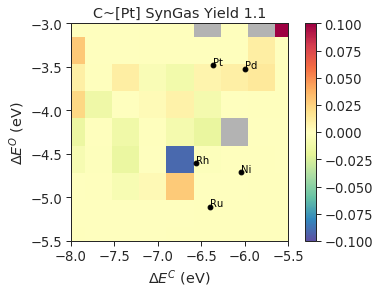 C~[Pt] SynGas Yield 1.1
−3.0
−3.5
−4.0
−4.5
−5.0
−5.5
ΔE^O (eV)
Pt
Pd
Rh
Ni
Ru
−8.0 −7.5 −7.0 −6.5 −6.0 −5.5
ΔE^C (eV)
0.100
0.075
0.050
0.025
0.000
−0.025
−0.050
−0.075
−0.100